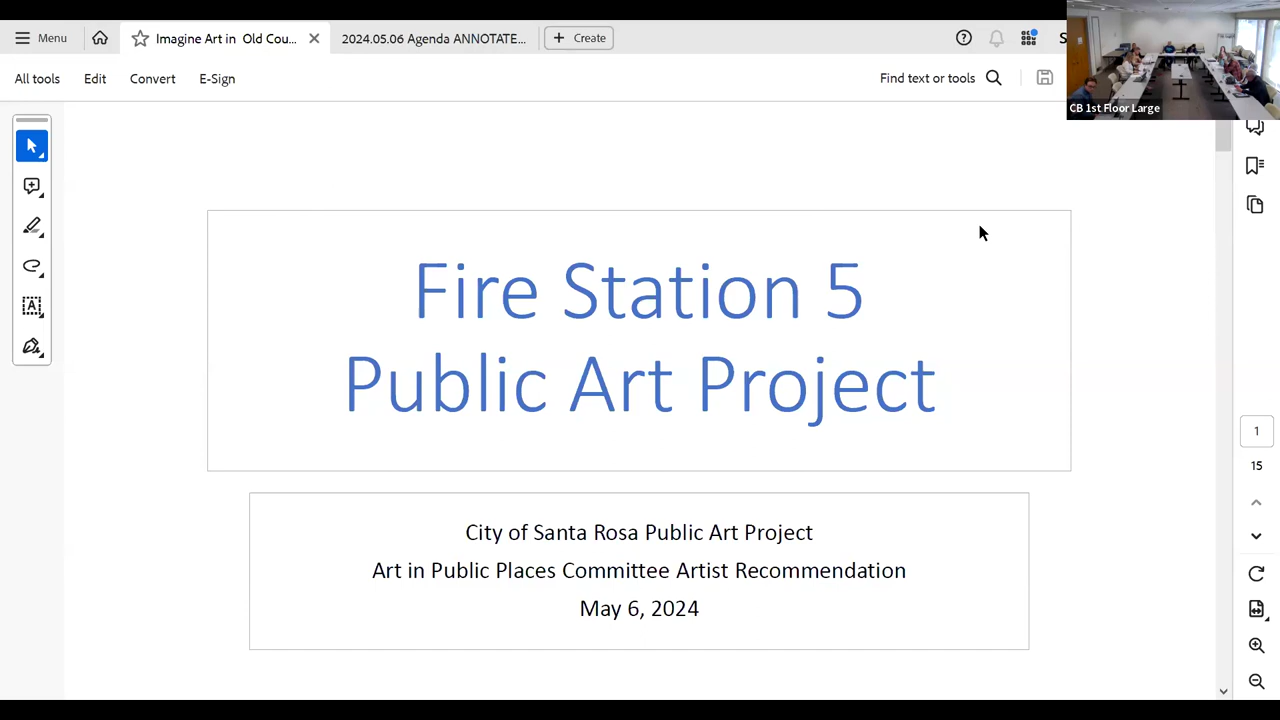 Menu
Imagine Art in Old Cou...
2024.05.06 Agenda ANNOTATE...
Create
S
All tools
Edit
Convert
E-Sign
Find text or tools
CB 1st Floor Large
Fire Station 5
Public Art Project
City of Santa Rosa Public Art Project
Art in Public Places Committee Artist Recommendation
May 6, 2024
1
15